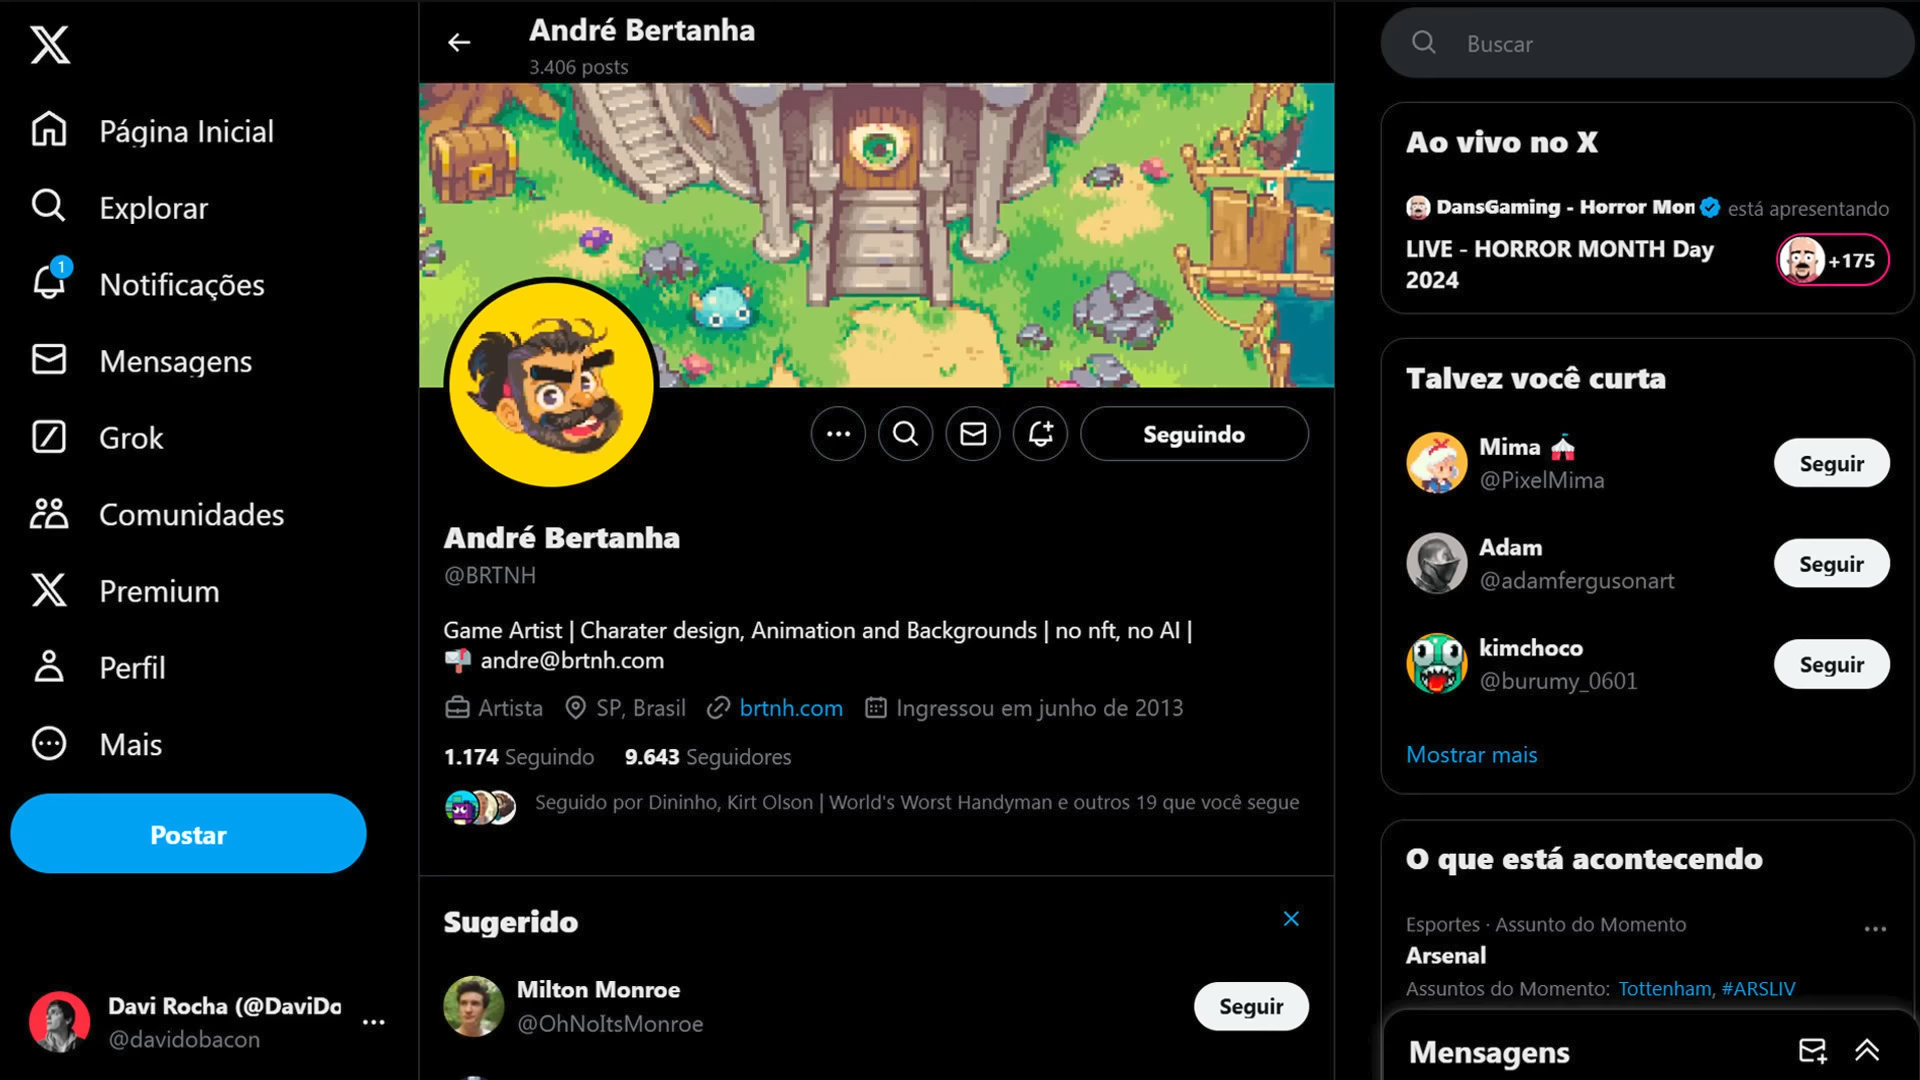 Página Inicial
Explorar
1
Notificações
Mensagens
Grok
Comunidades
Premium
Perfil
Mais
Postar
Davi Rocha (@DaviDo
@davidobacon
André Bertanha
3.406 posts
Seguindo
André Bertanha
@BRTNH
Game Artist | Charater design, Animation and Backgrounds | no nft, no AI |
andre@brtnh.com
Artista SP, Brasil brtnh.com Ingressou em junho de 2013
1.174 Seguindo 9.643 Seguidores
Seguido por Dininho, Kirt Olson | World's Worst Handyman e outros 19 que você segue
Sugerido
Milton Monroe
@OhNoItsMonroe
Seguir
Buscar
Ao vivo no X
DansGaming - Horror Mon está apresentando
LIVE - HORROR MONTH Day
2024
+175
Talvez você curta
Mima
@PixelMima
Seguir
Adam
@adamfergusonart
Seguir
kimchoco
@burumy_0601
Seguir
Mostrar mais
O que está acontecendo
Esportes · Assunto do Momento
Arsenal
Assuntos do Momento: Tottenham, #ARSLIV
Mensagens